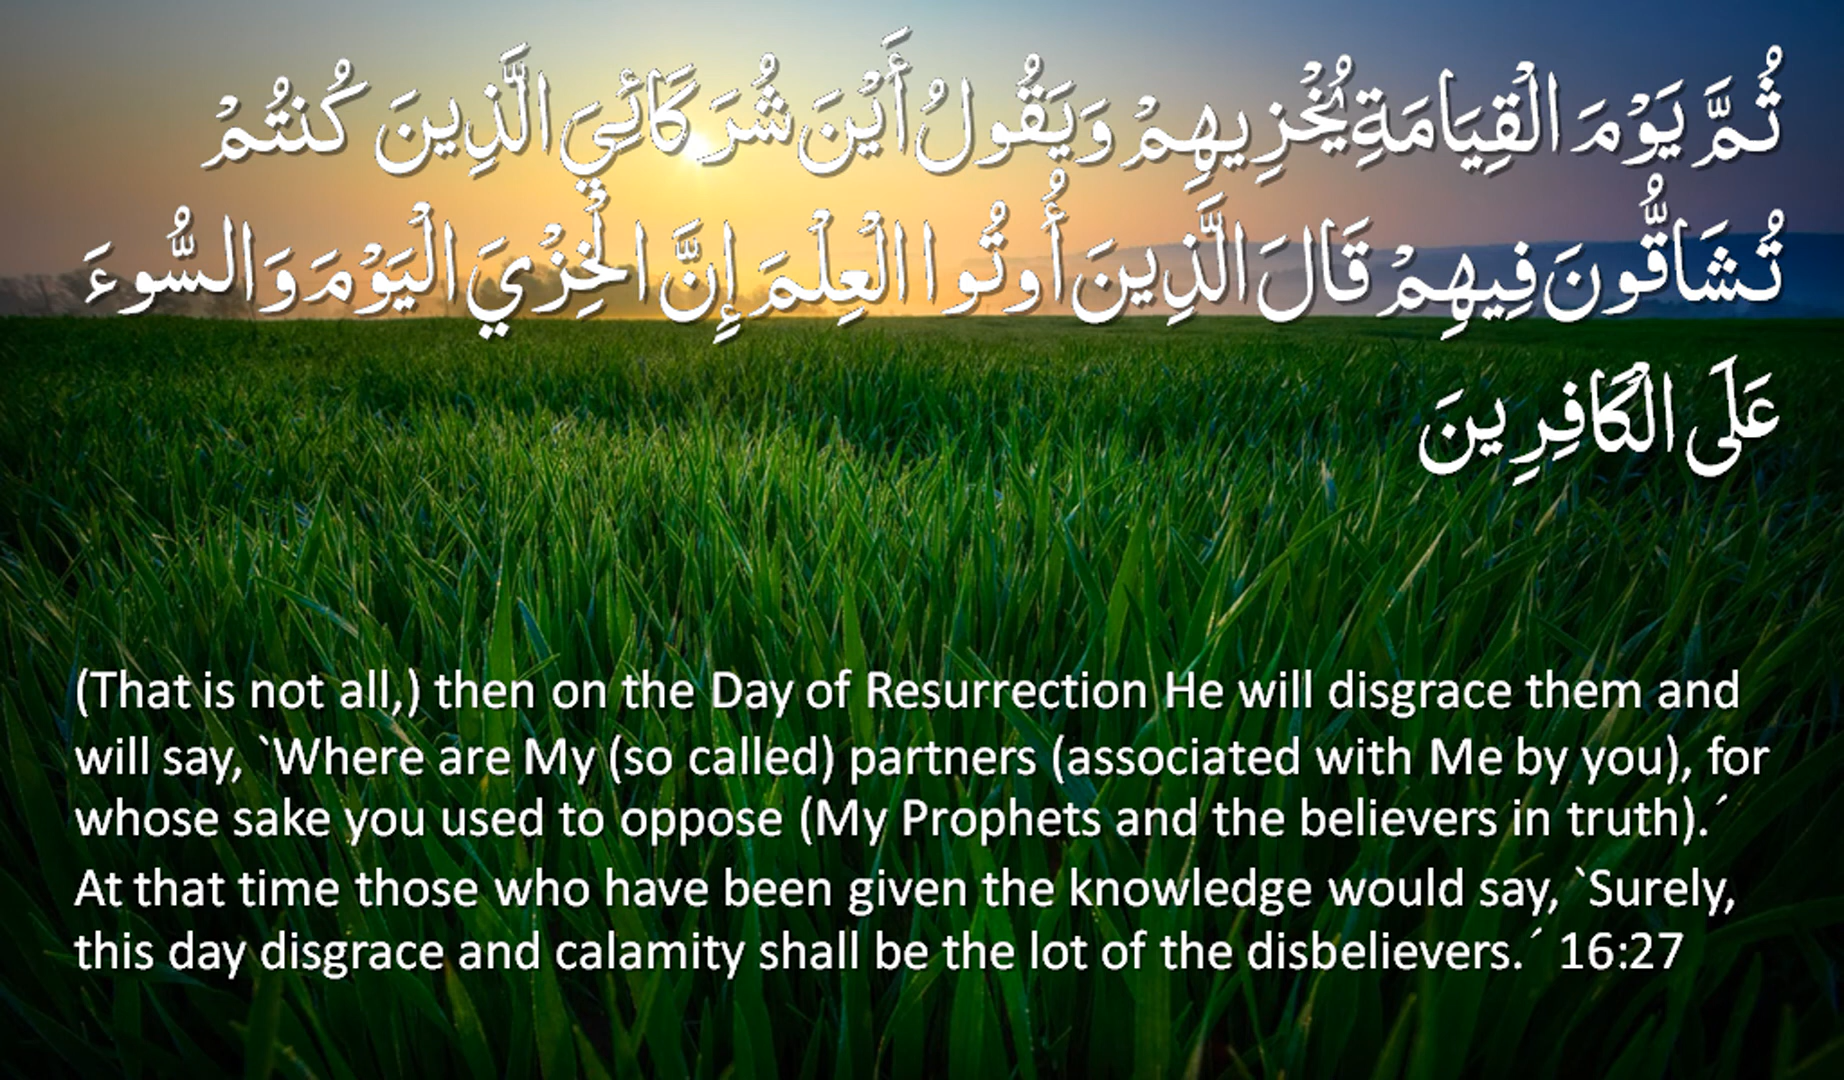 ثُمَّ يَوْمَ الْقِيَامَةِ يُخْزِيهِمْ وَيَقُولُ أَيْنَ شُرَكَائِيَ الَّذِينَ كُنتُمْ
تُشَاقُّونَ فِيهِمْ قَالَ الَّذِينَ أُوتُوا الْعِلْمَ إِنَّ الْخِزْيَ الْيَوْمَ وَالسُّوءَ
عَلَى الْكَافِرِينَ
(That is not all,) then on the Day of Resurrection He will disgrace them and
will say, `Where are My (so called) partners (associated with Me by you), for
whose sake you used to oppose (My Prophets and the believers in truth).´
At that time those who have been given the knowledge would say, `Surely,
this day disgrace and calamity shall be the lot of the disbelievers.´ 16:27